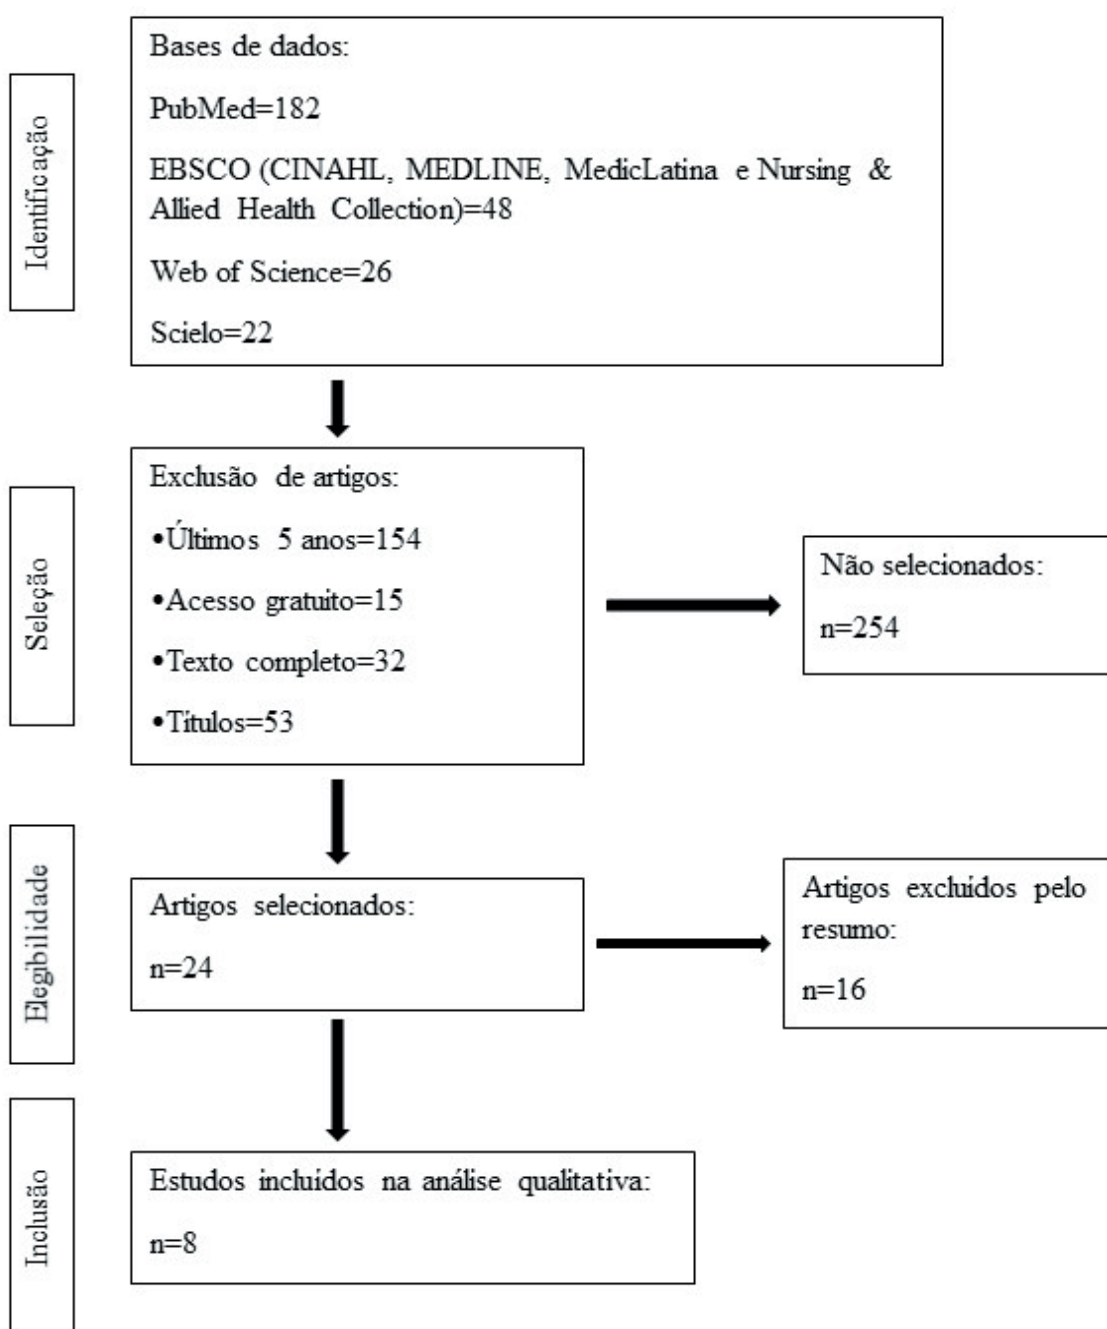 Identificação
Bases de dados:
PubMed=182
EBSCO (CINAHL, MEDLINE, MedicLatina e Nursing &
Allied Health Collection)=48
Web of Science=26
Scielo=22
Seleção
Exclusão de artigos:
•Últimos 5 anos=154
•Acesso gratuito=15
•Texto completo=32
•Títulos=53
Não selecionados:
n=254
Elegibilidade
Artigos selecionados:
n=24
Artigos excluídos pelo
resumo:
n=16
Inclusão
Estudos incluídos na análise qualitativa:
n=8